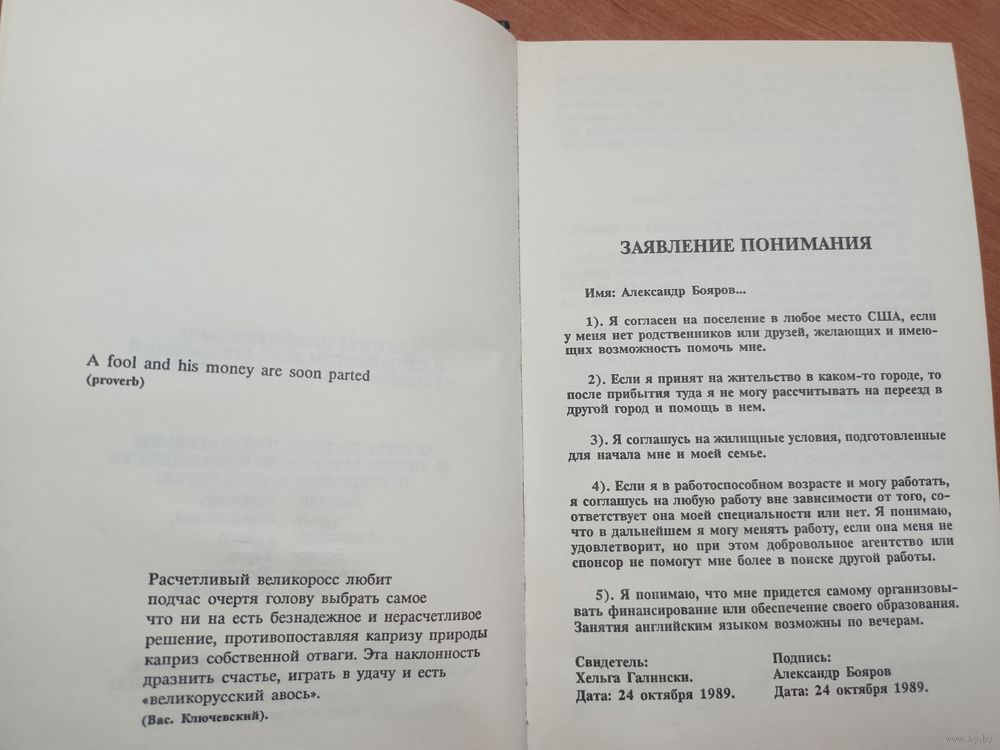 A fool and his money are soon parted
(proverb)
Расчетливый великоросс любит
подчас очертя голову выбрать самое
что ни на есть безнадежное и нерасчетливое
решение, противопоставляя капризу природы
каприз собственной отваги. Эта наклонность
дразнить счастье, играть в удачу и есть
«великорусский авось».
(Вас. Ключевский).
ЗАЯВЛЕНИЕ ПОНИМАНИЯ
Имя: Александр Бояров...
1). Я согласен на поселение в любое место США, если
у меня нет родственников или друзей, желающих и имею-
щих возможность помочь мне.
2). Если я принят на жительство в каком-то городе, то
после прибытия туда я не могу рассчитывать на переезд в
другой город и помощь в нем.
3). Я соглашусь на жилищные условия, подготовленные
для начала мне и моей семье.
4). Если я в работоспособном возрасте и могу работать,
я соглашусь на любую работу вне зависимости от того, со-
ответствует она моей специальности или нет. Я понимаю,
что в дальнейшем я могу менять работу, если она меня не
удовлетворит, но при этом добровольное агентство или
спонсор не помогут мне более в поиске другой работы.
5). Я понимаю, что мне придется самому организовы-
вать финансирование или обеспечение своего образования.
Занятия английским языком возможны по вечерам.
Свидетель:
Хельга Галински.
Дата: 24 октября 1989.
Подпись:
Александр Бояров
Дата: 24 октября 1989.
www.ay.by